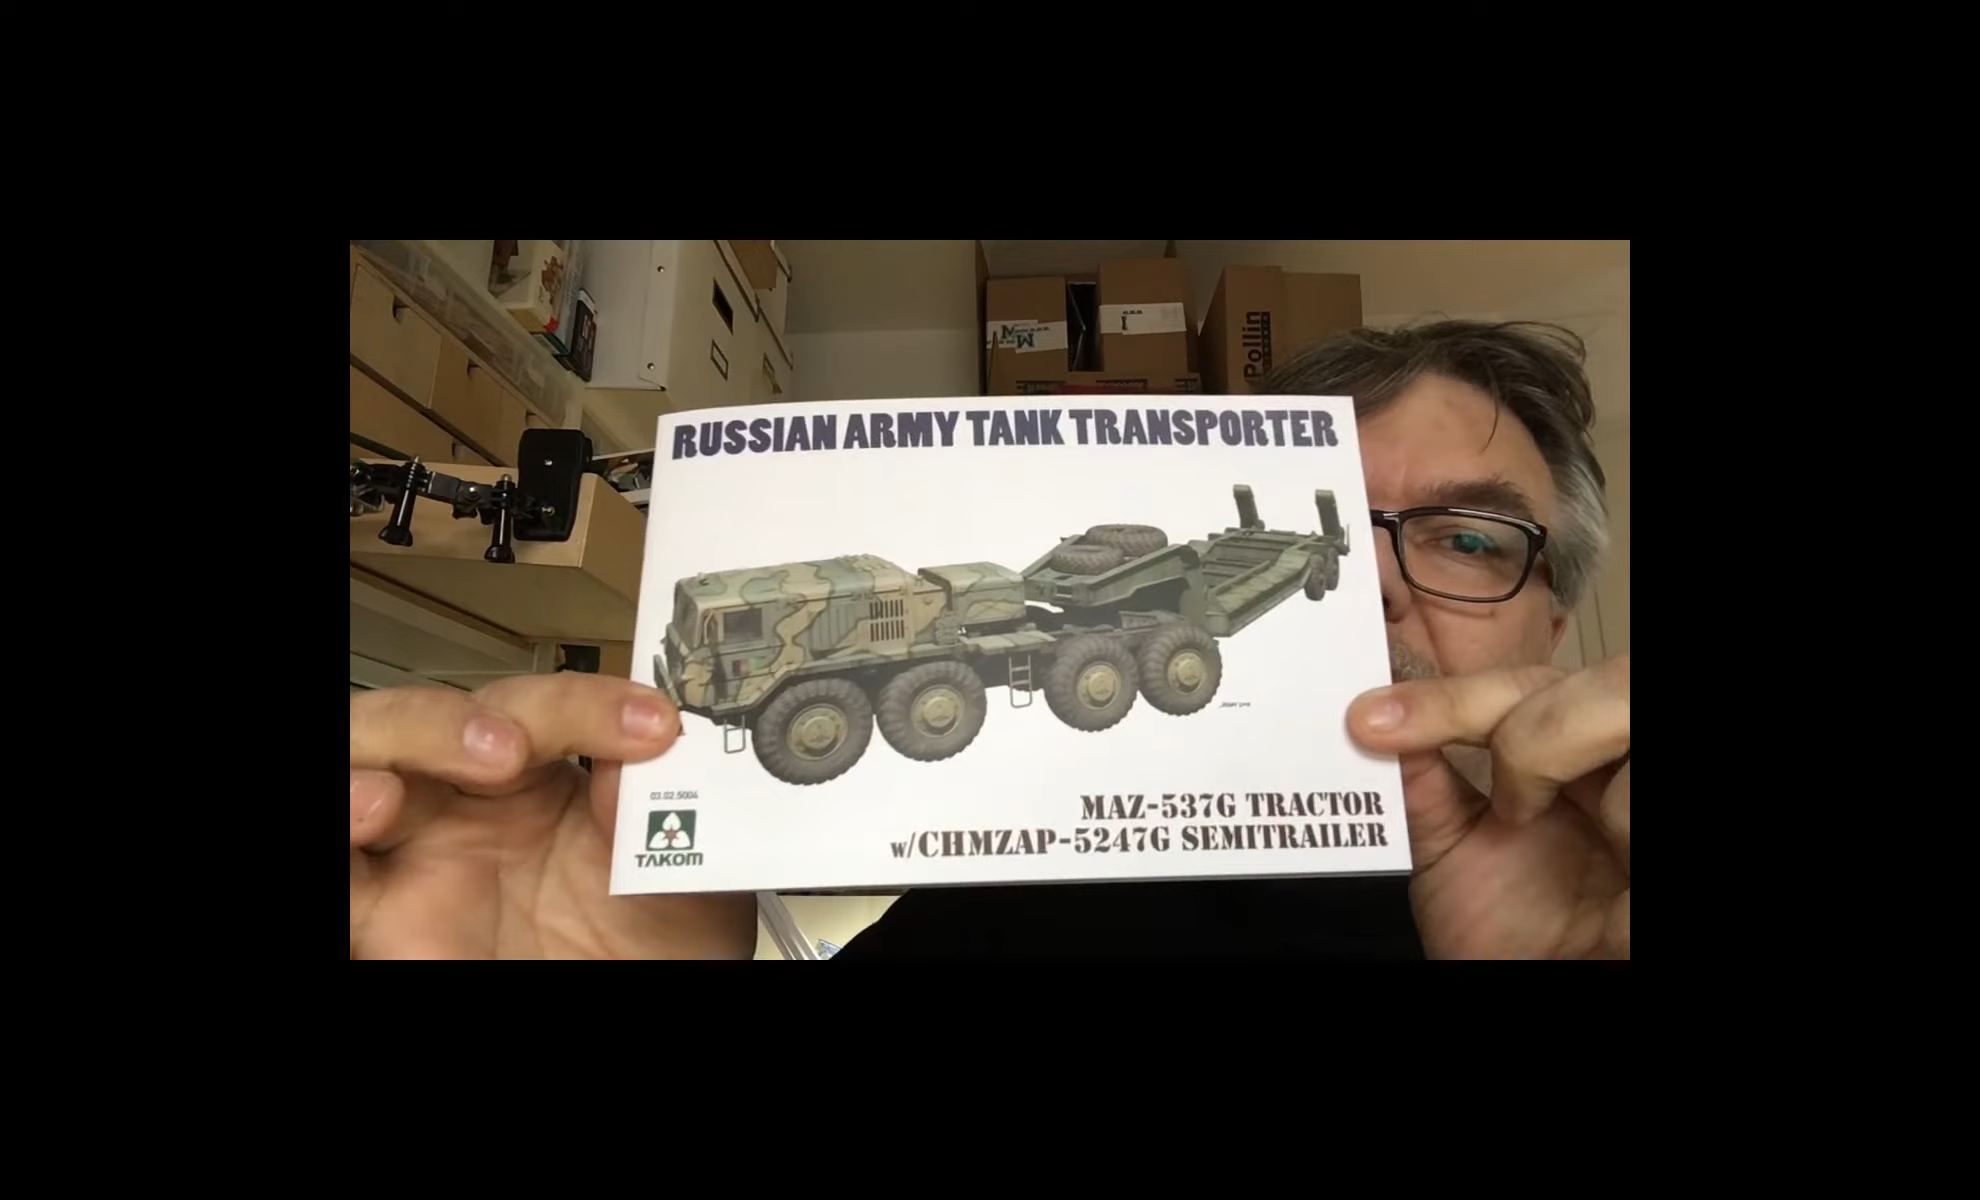 Pollin
RUSSIAN ARMY TANK TRANSPORTER
03.02.5004
TAKOM
MAZ-537G TRACTOR
w/CHMZAP-5247G SEMITRAILER